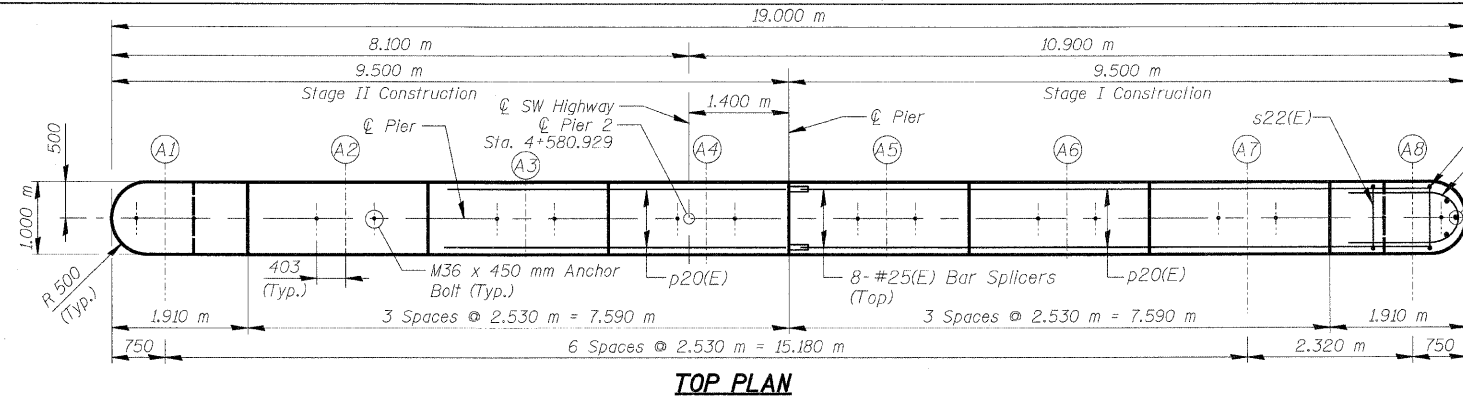 19.000 m
8.100 m
10.900 m
9.500 m
9.500 m
Stage II Construction
Stage I Construction
℄ SW Highway
1.400 m
℄ Pier
℄ Pier 2
℄ Pier
Sta. 4+580.929
s22(E)
500
A1
A2
A3
A4
A5
A6
A7
A8
1.000 m
R 500
(Typ.)
403
(Typ.)
M36 x 450 mm Anchor
Bolt (Typ.)
p20(E)
8-#25(E) Bar Splicers
(Top)
p20(E)
1.910 m
3 Spaces @ 2.530 m = 7.590 m
3 Spaces @ 2.530 m = 7.590 m
1.910 m
750
6 Spaces @ 2.530 m = 15.180 m
2.320 m
750
TOP PLAN